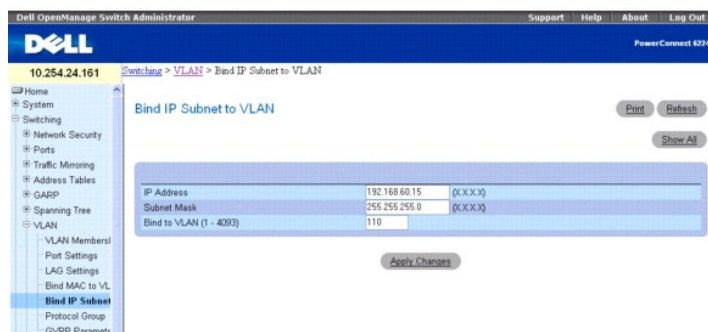 Dell OpenManage Switch Administrator
Support Help About Log Out
DELL
PowerConnect 6224
10.254.24.161
Switching > VLAN > Bind IP Subnet to VLAN
Home
System
Switching
Network Security
Ports
Traffic Mirroring
Address Tables
GARP
Spanning Tree
VLAN
VLAN Membersl
Port Settings
LAG Settings
Bind MAC to VL
Bind IP Subnet
Protocol Group
GVRP Paramete
Bind IP Subnet to VLAN
Print Refresh
Show All
IP Address 192.168.60.15 (X.X.X.X)
Subnet Mask 255.255.255.0 (X.X.X.X)
Bind to VLAN (1 - 4093) 110
Apply Changes